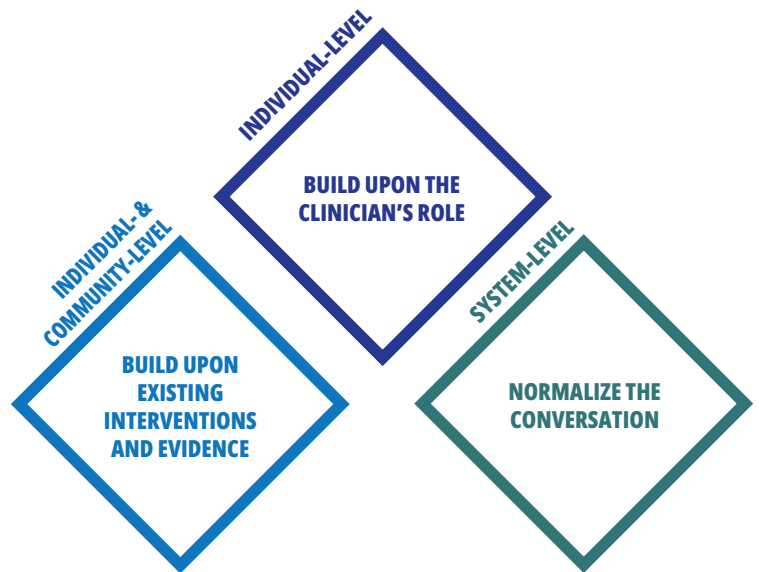 INDIVIDUAL-LEVEL
BUILD UPON THE
CLINICIAN’S ROLE
INDIVIDUAL- &
COMMUNITY-LEVEL
BUILD UPON
EXISTING
INTERVENTIONS
AND EVIDENCE
SYSTEM-LEVEL
NORMALIZE THE
CONVERSATION